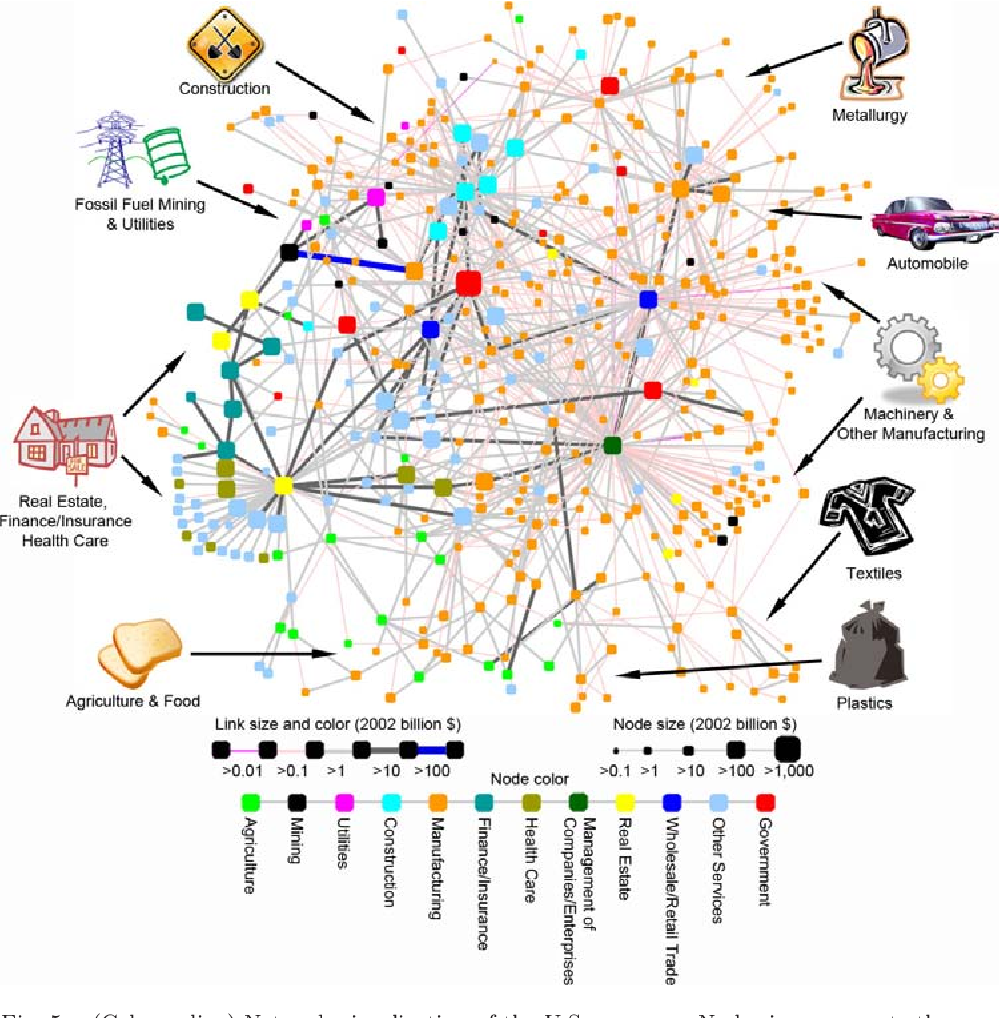 Construction
Metallurgy
Fossil Fuel Mining
& Utilities
Automobile
Machinery &
Other Manufacturing
FOR
SALE
Real Estate,
Finance/Insurance
Health Care
Textiles
Agriculture & Food
Plastics
Link size and color (2002 billion $)
>0.01 >0.1 >1 >10 >100
Node size (2002 billion $)
>0.1 >1 >10 >100 >1,000
Node color
Agriculture
Mining
Utilities
Construction
Manufacturing
Finance/Insurance
Health Care
Management of
Companies/Enterprises
Real Estate
Wholesale/Retail Trade
Other Services
Government